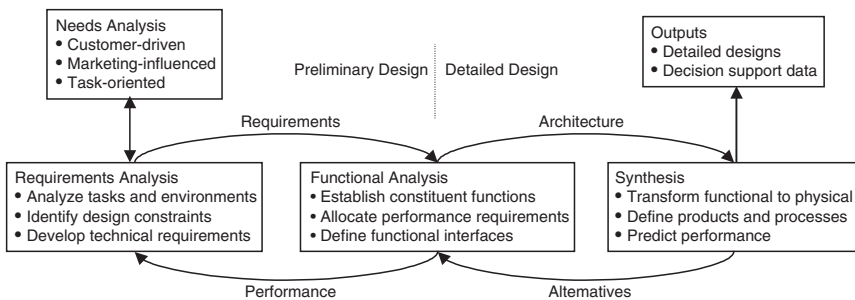 Needs Analysis
• Customer-driven
• Marketing-influenced
• Task-oriented
Preliminary Design
Detailed Design
Outputs
• Detailed designs
• Decision support data
Requirements
Architecture
Requirements Analysis
• Analyze tasks and environments
• Identify design constraints
• Develop technical requirements
Functional Analysis
• Establish constituent functions
• Allocate performance requirements
• Define functional interfaces
Synthesis
• Transform functional to physical
• Define products and processes
• Predict performance
Performance
Alternatives